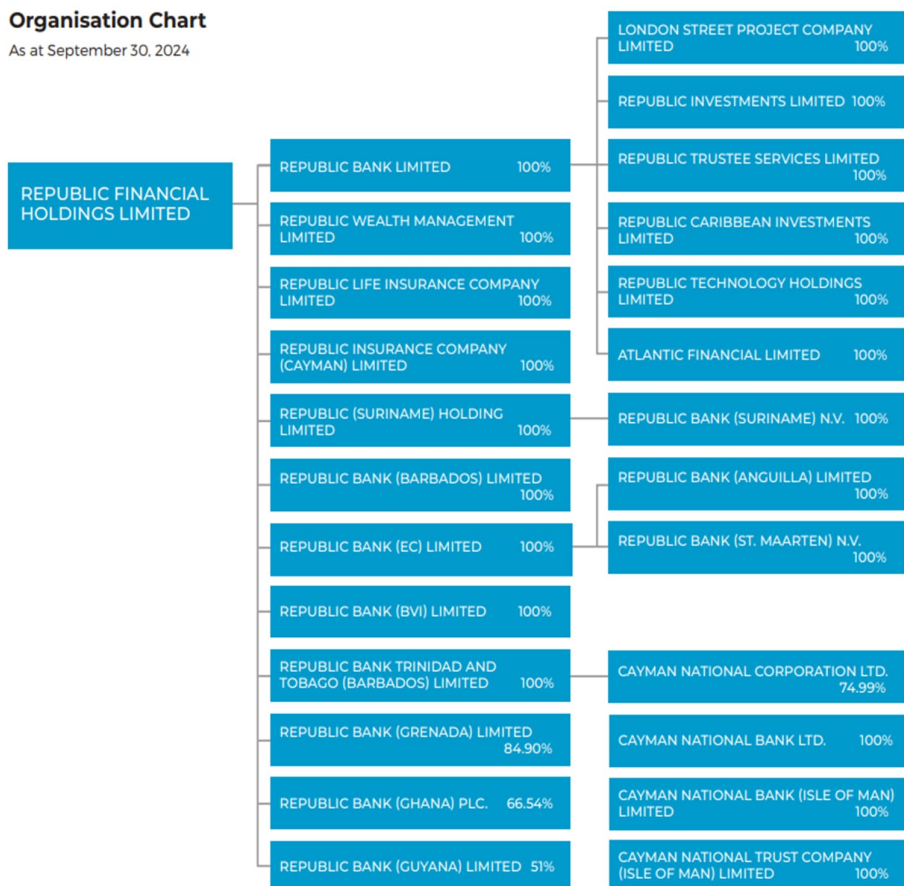 Organisation Chart
As at September 30, 2024
REPUBLIC FINANCIAL
HOLDINGS LIMITED
REPUBLIC BANK LIMITED 100%
REPUBLIC WEALTH MANAGEMENT
LIMITED 100%
REPUBLIC LIFE INSURANCE COMPANY
LIMITED 100%
REPUBLIC INSURANCE COMPANY
(CAYMAN) LIMITED 100%
REPUBLIC (SURINAME) HOLDING
LIMITED 100%
REPUBLIC BANK (BARBADOS) LIMITED
100%
REPUBLIC BANK (EC) LIMITED 100%
REPUBLIC BANK (BVI) LIMITED 100%
REPUBLIC BANK TRINIDAD AND
TOBAGO (BARBADOS) LIMITED 100%
REPUBLIC BANK (GRENADA) LIMITED
84.90%
REPUBLIC BANK (GHANA) PLC. 66.54%
REPUBLIC BANK (GUYANA) LIMITED 51%
LONDON STREET PROJECT COMPANY
LIMITED 100%
REPUBLIC INVESTMENTS LIMITED 100%
REPUBLIC TRUSTEE SERVICES LIMITED
100%
REPUBLIC CARIBBEAN INVESTMENTS
LIMITED 100%
REPUBLIC TECHNOLOGY HOLDINGS
LIMITED 100%
ATLANTIC FINANCIAL LIMITED 100%
REPUBLIC BANK (SURINAME) N.V. 100%
REPUBLIC BANK (ANGUILLA) LIMITED
100%
REPUBLIC BANK (ST. MAARTEN) N.V.
100%
CAYMAN NATIONAL CORPORATION LTD.
74.99%
CAYMAN NATIONAL BANK LTD. 100%
CAYMAN NATIONAL BANK (ISLE OF MAN)
LIMITED 100%
CAYMAN NATIONAL TRUST COMPANY
(ISLE OF MAN) LIMITED 100%